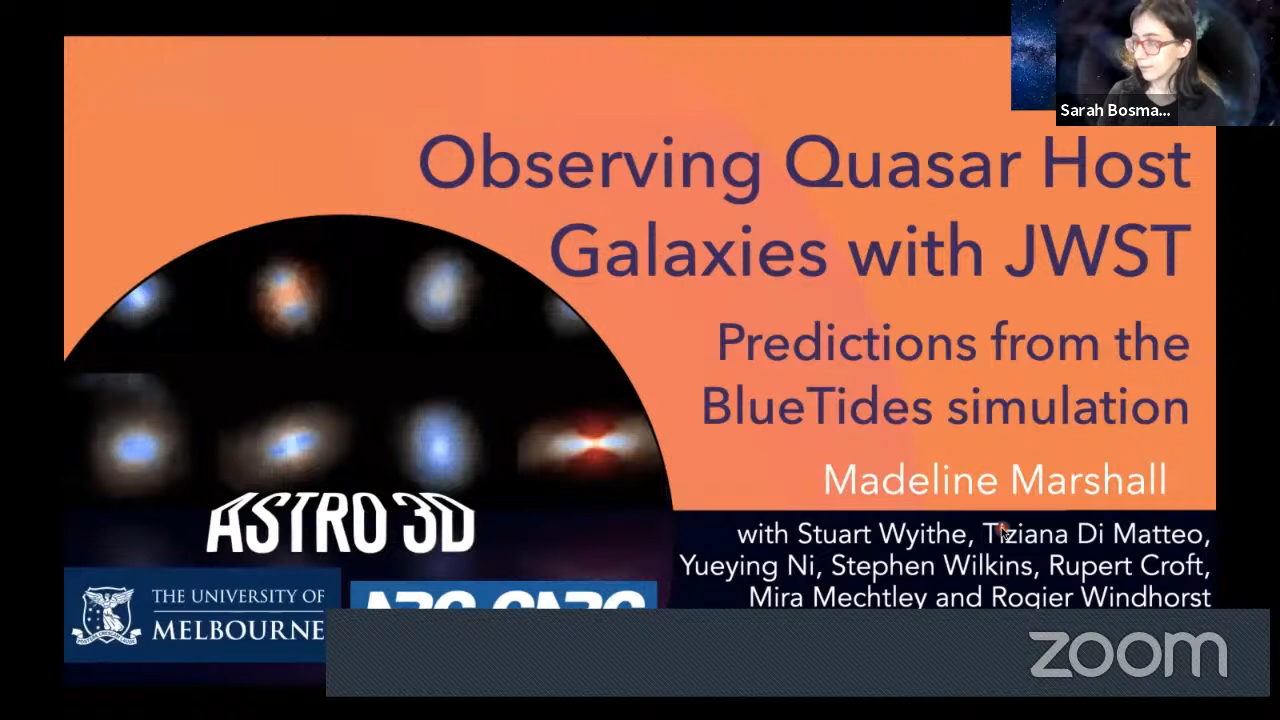 Sarah Bosma...
Observing Quasar Host
Galaxies with JWST
Predictions from the
BlueTides simulation
Madeline Marshall
with Stuart Wyithe, Tiziana Di Matteo,
Yueying Ni, Stephen Wilkins, Rupert Croft,
Mira Mechtley and Rogier Windhorst
ASTRO 3D
THE UNIVERSITY OF
MELBOURNE
zoom